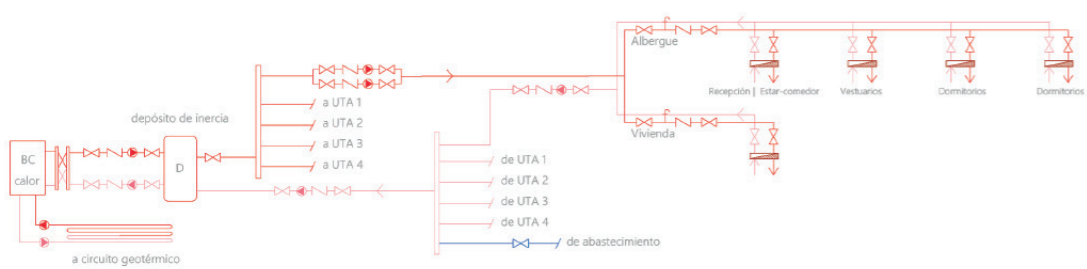 Albergue
Recepción | Estar-comedor
Vestuarios
Dormitorios
Dormitorios
a UTA 1
a UTA 2
a UTA 3
a UTA 4
depósito de inercia
Vivienda
BC
calor
D
de UTA 1
de UTA 2
de UTA 3
de UTA 4
de abastecimiento
a circuito geotérmico